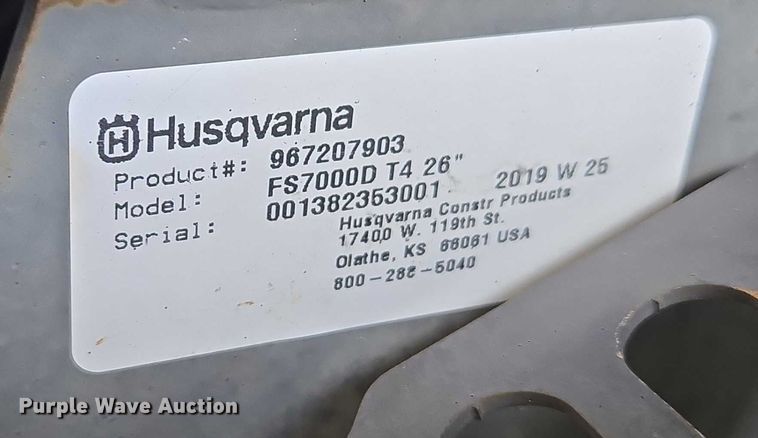 H Husqvarna
Product#: 967207903
Model: FS7000D T4 26"
Serial: 001382353001 2019 W 25
Husqvarna Constr Products
17400 W. 119th St.
Olathe, KS 66061 USA
800-288-5040
Purple Wave Auction